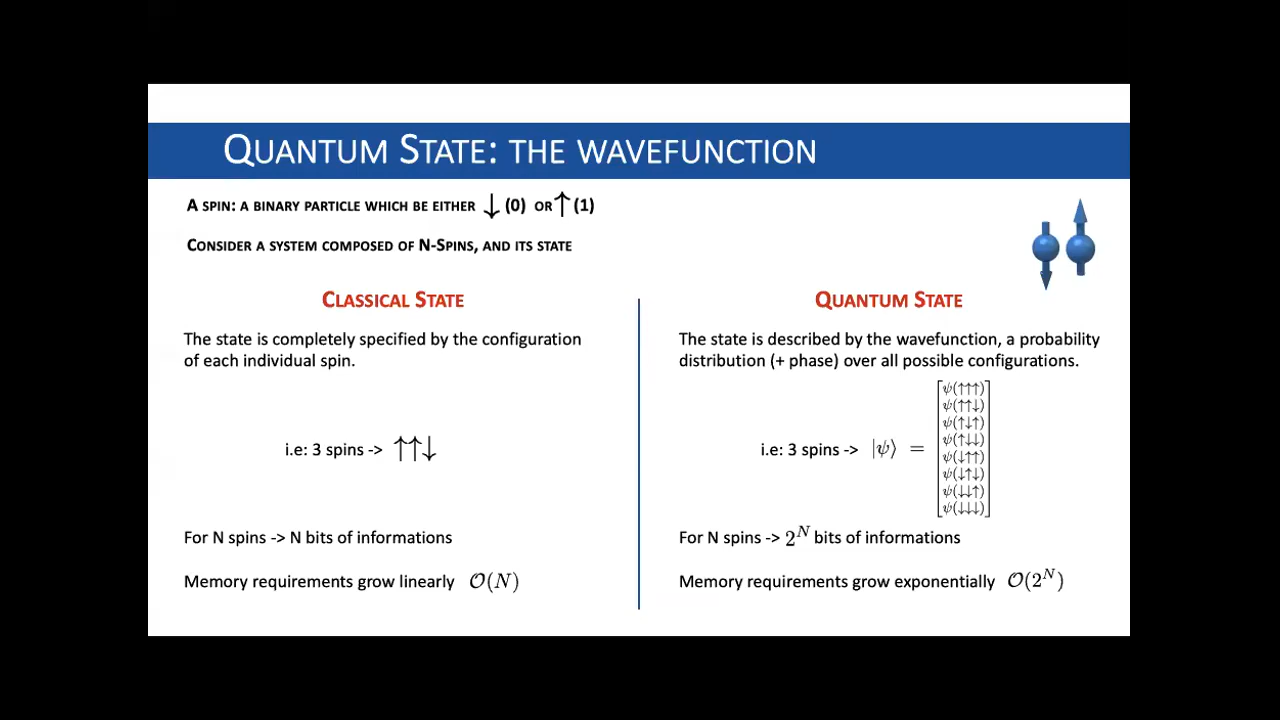 QUANTUM STATE: THE WAVEFUNCTION
A SPIN: A BINARY PARTICLE WHICH BE EITHER ↓ (0) OR ↑ (1)
CONSIDER A SYSTEM COMPOSED OF N-SPINS, AND ITS STATE
CLASSICAL STATE
The state is completely specified by the configuration
of each individual spin.
i.e: 3 spins -> ↑↑↓
For N spins -> N bits of informations
Memory requirements grow linearly 𝒪(N)
QUANTUM STATE
The state is described by the wavefunction, a probability
distribution (+ phase) over all possible configurations.
i.e: 3 spins -> |ψ⟩ =
ψ(↑↑↑)
ψ(↑↑↓)
ψ(↑↓↑)
ψ(↑↓↓)
ψ(↓↑↑)
ψ(↓↑↓)
ψ(↓↓↑)
ψ(↓↓↓)
For N spins -> 2^N bits of informations
Memory requirements grow exponentially 𝒪(2^N)